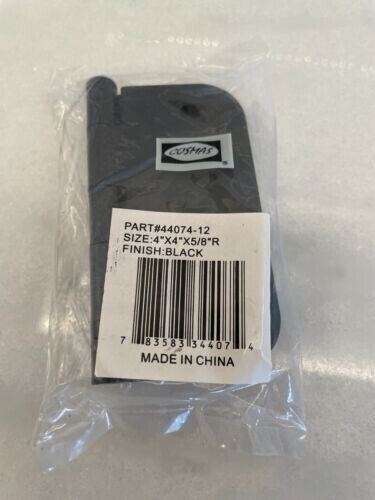 COSMAS
®
PART#44074-12
SIZE:4"X4"X5/8"R
FINISH:BLACK
7 83583 34407 4
MADE IN CHINA